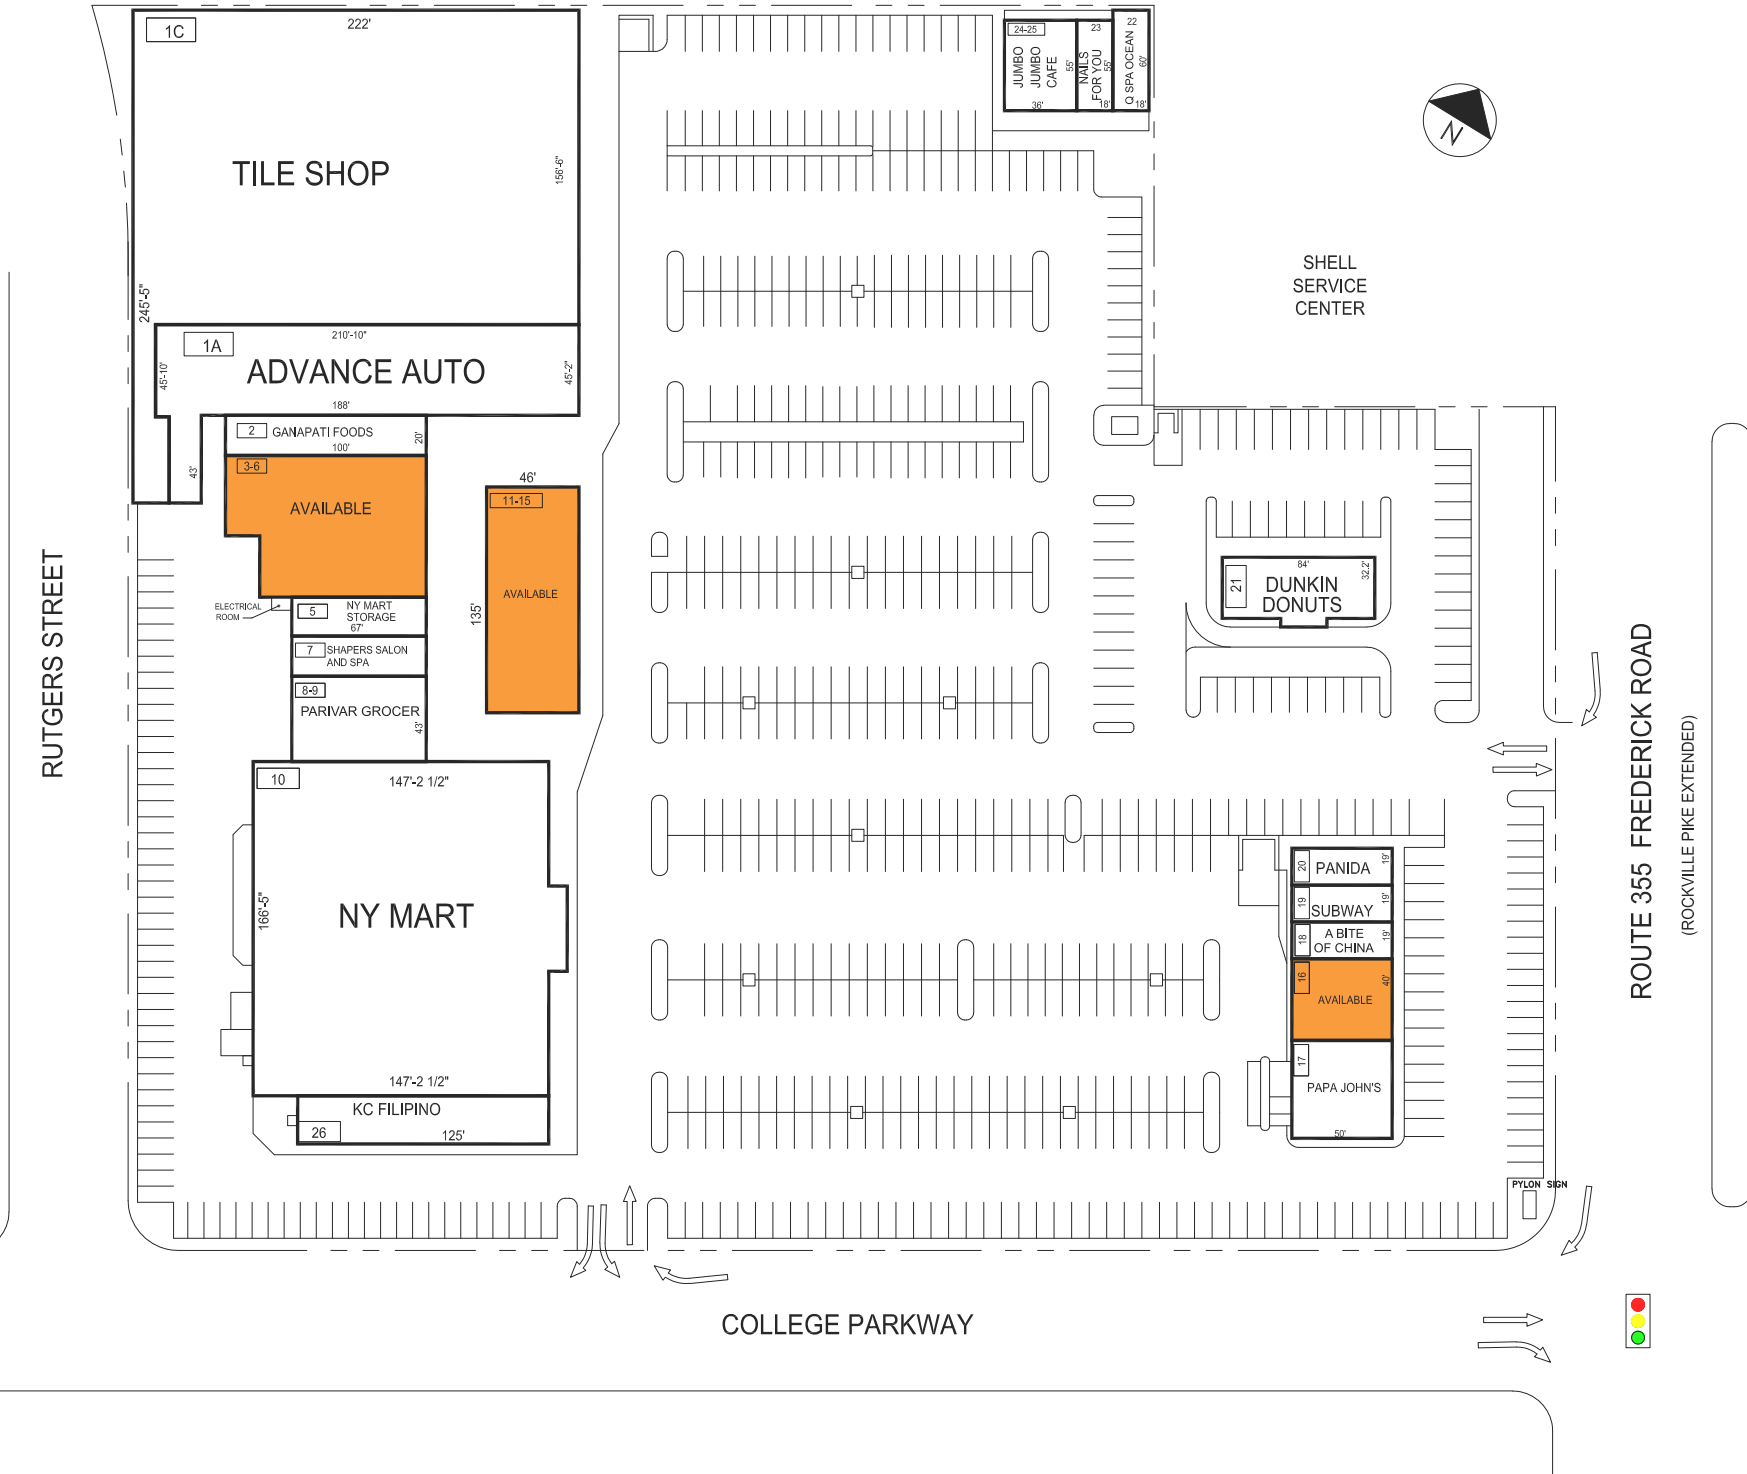 1C
222'
TILE SHOP
156'-6"
245'-5"
1A
210'-10"
ADVANCE AUTO
45'-10"
45'-2"
188'
43'
2
GANAPATI FOODS
20'
100'
3-6
AVAILABLE
46'
11-15
AVAILABLE
135'
ELECTRICAL
ROOM
5
NY MART
STORAGE
67'
7
SHAPERS SALON
AND SPA
8-9
PARIVAR GROCER
43'
10
147'-2 1/2"
166'-5"
NY MART
147'-2 1/2"
KC FILIPINO
26
125'
24-25
JUMBO
JUMBO
CAFE
55'
36'
23
NAILS
FOR YOU
55'
18'
22
Q SPA OCEAN
60'
18'
N
SHELL
SERVICE
CENTER
21
84'
32.2'
DUNKIN
DONUTS
20
PANIDA
19'
19
SUBWAY
19'
18
A BITE
OF CHINA
19'
16
AVAILABLE
40'
17
PAPA JOHN'S
50'
PYLON SIGN
RUTGERS STREET
ROUTE 355 FREDERICK ROAD
(ROCKVILLE PIKE EXTENDED)
COLLEGE PARKWAY